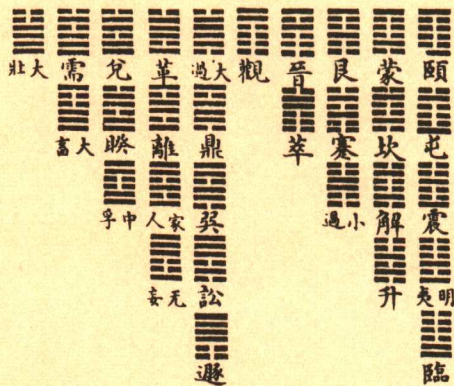 頤
屯
震
明夷
臨
蒙
坎
解
升
艮
蹇
小過
晉
萃
觀
大過
鼎
巽
訟
遯
革
離
家人
无妄
兌
睽
中孚
需
大畜
大壯